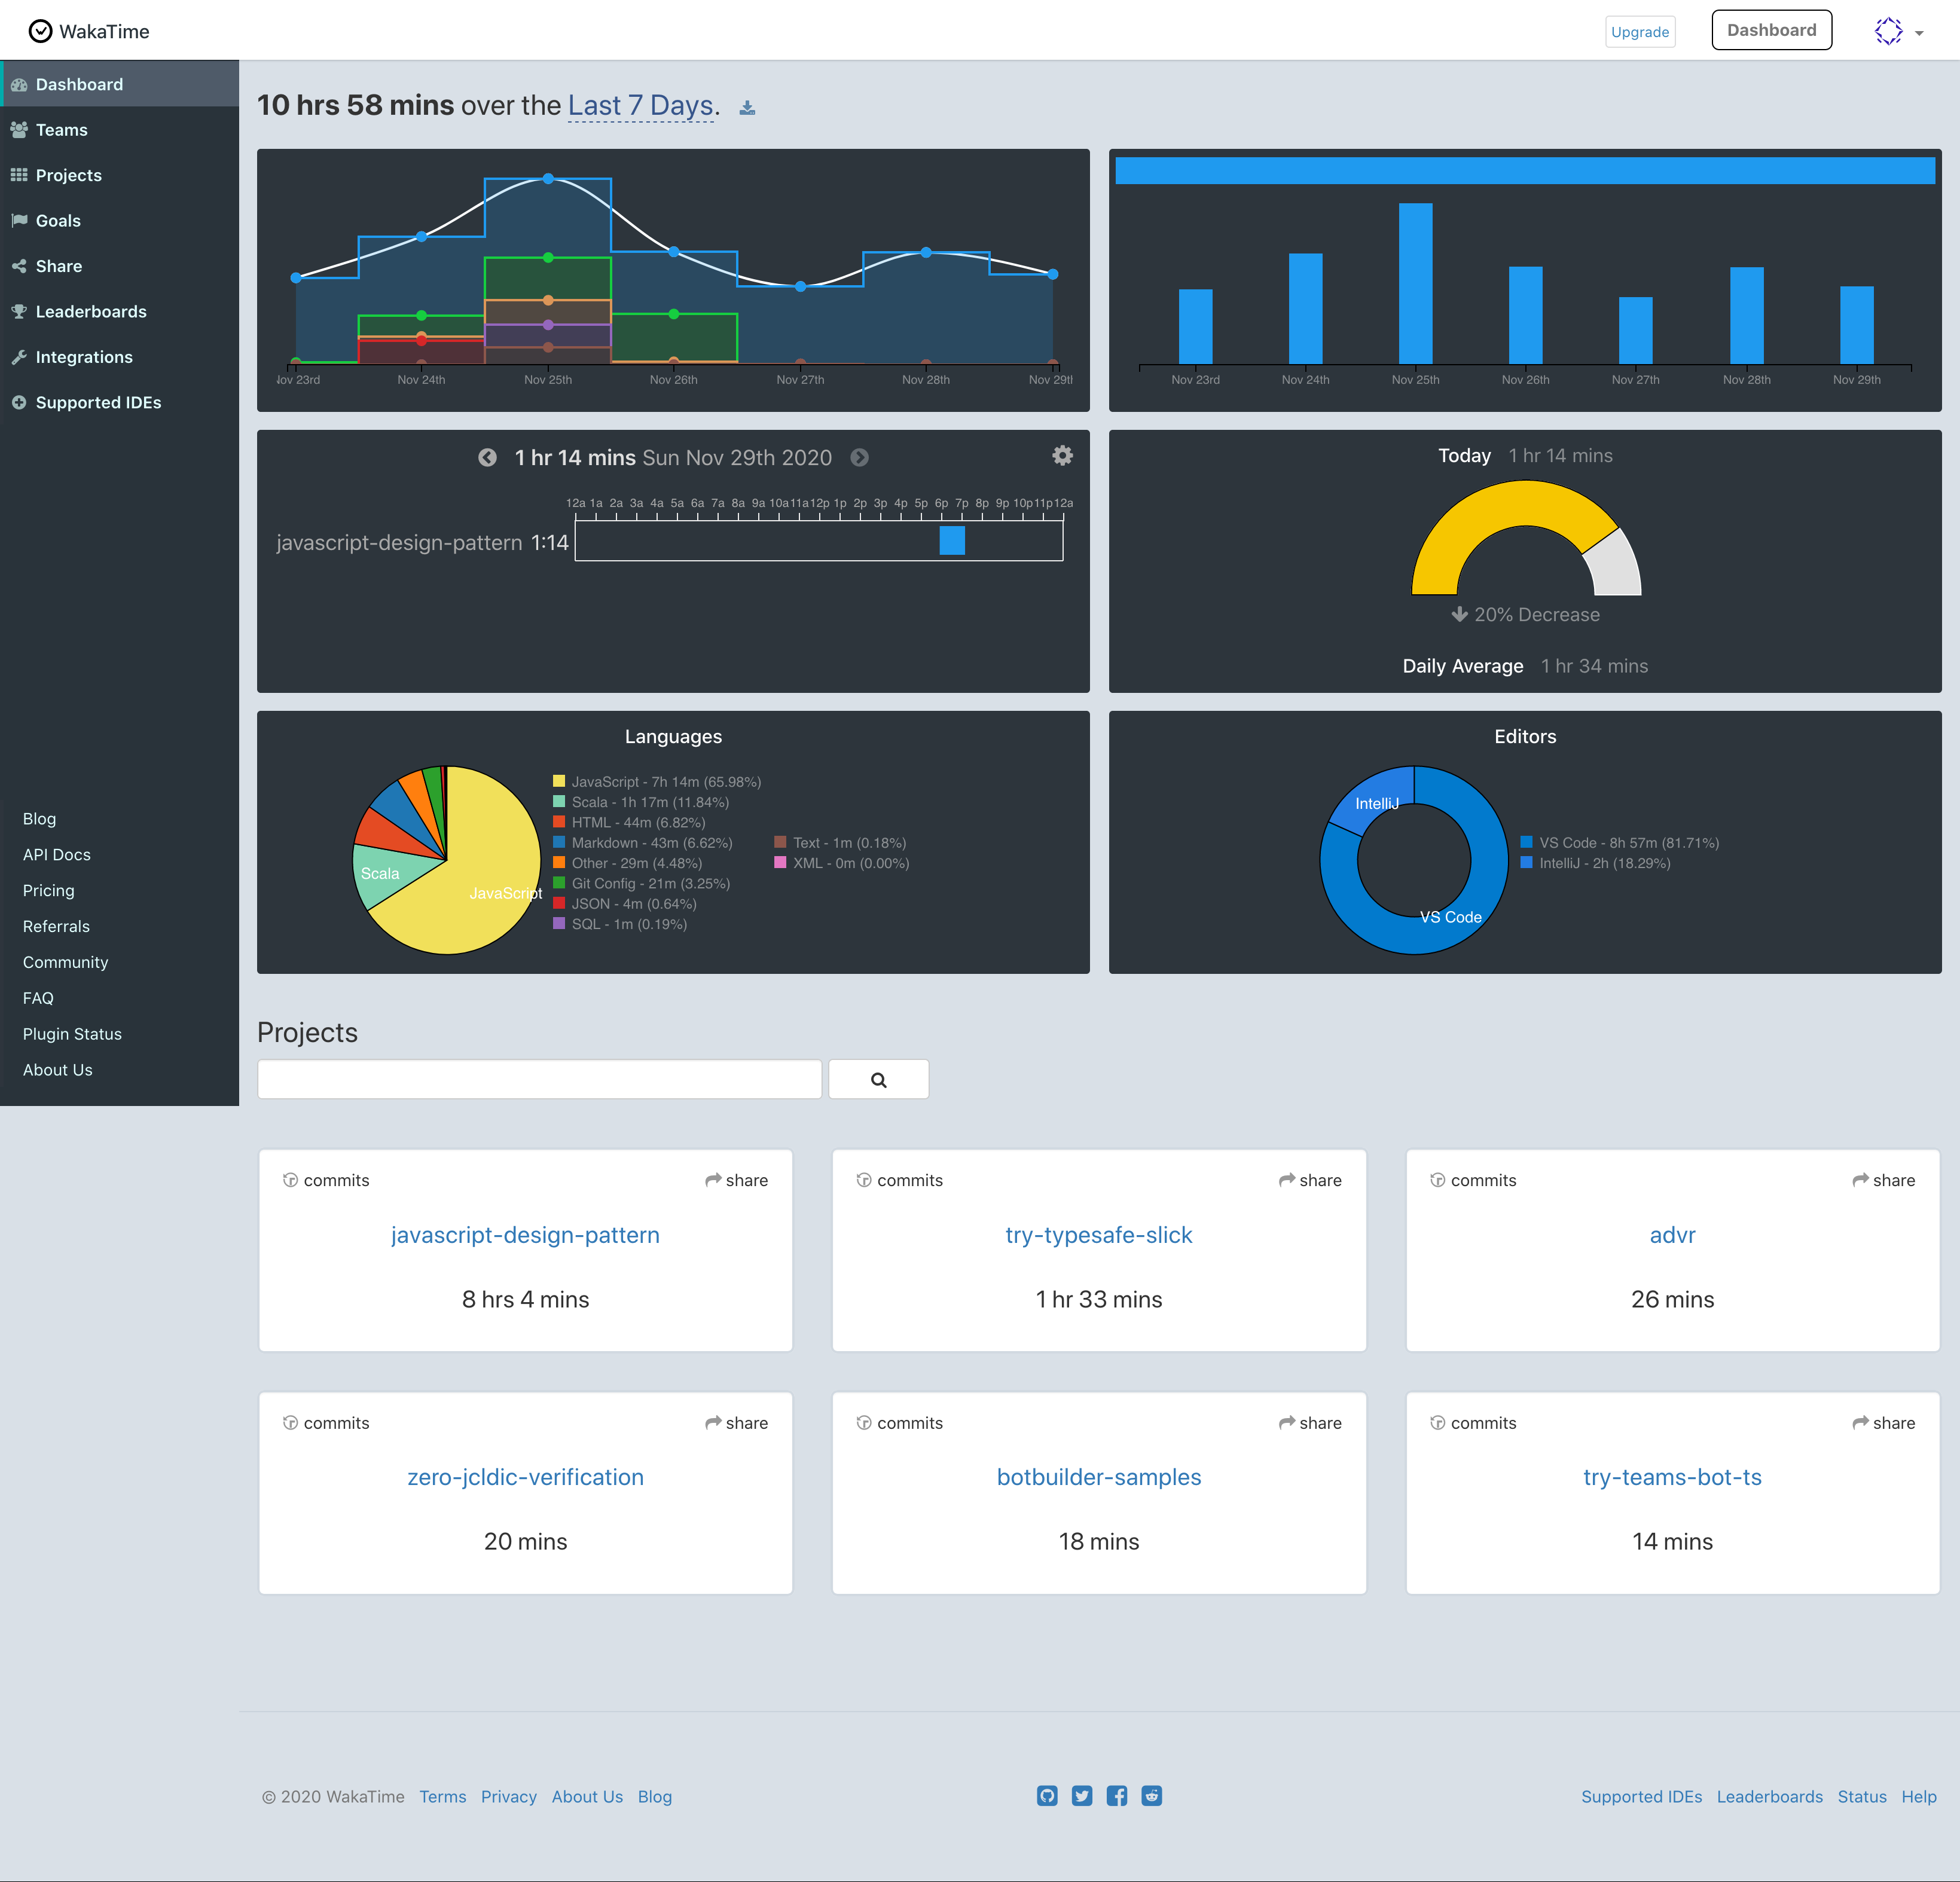 WakaTime
Upgrade
Dashboard
Dashboard
Teams
Projects
Goals
Share
Leaderboards
Integrations
Supported IDEs
Blog
API Docs
Pricing
Referrals
Community
FAQ
Plugin Status
About Us
10 hrs 58 mins over the Last 7 Days.
Nov 24th Nov 25th Nov 26th Nov 27th Nov 28th
Nov 23rd Nov 24th Nov 25th Nov 26th Nov 27th Nov 28th Nov 29th
1 hr 14 mins Sun Nov 29th 2020
12a 1a 2a 3a 4a 5a 6a 7a 8a 9a 10a 11a 12p 1p 2p 3p 4p 5p 6p 7p 8p 9p 10p 11p 12a
javascript-design-pattern 1:14
Today 1 hr 14 mins
20% Decrease
Daily Average 1 hr 34 mins
Languages
JavaScript
Scala
JavaScript - 7h 14m (65.98%)
Scala - 1h 17m (11.84%)
HTML - 44m (6.82%)
Markdown - 43m (6.62%)
Other - 29m (4.48%)
Git Config - 21m (3.25%)
JSON - 4m (0.64%)
SQL - 1m (0.19%)
Text - 1m (0.18%)
XML - 0m (0.00%)
Editors
IntelliJ
VS Code
VS Code - 8h 57m (81.71%)
IntelliJ - 2h (18.29%)
Projects
commits share
javascript-design-pattern
8 hrs 4 mins
commits share
try-typesafe-slick
1 hr 33 mins
commits share
advr
26 mins
commits share
zero-jcldic-verification
20 mins
commits share
botbuilder-samples
18 mins
commits share
try-teams-bot-ts
14 mins
© 2020 WakaTime Terms Privacy About Us Blog
Supported IDEs Leaderboards Status Help